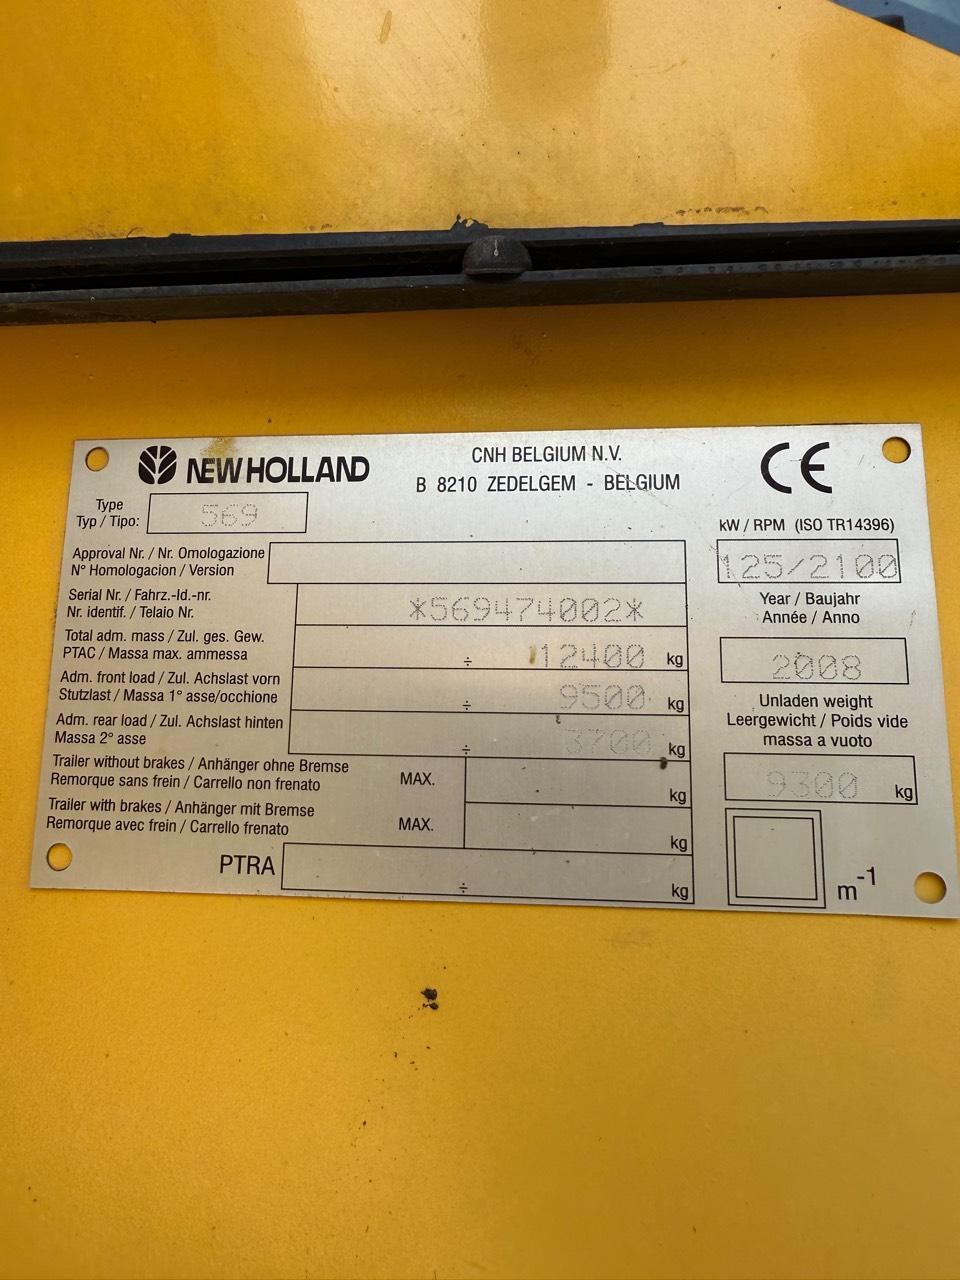 NEW HOLLAND
CNH BELGIUM N.V.
B 8210 ZEDELGEM - BELGIUM
CE
Type
Typ / Tipo:
569
kW / RPM (ISO TR14396)
125/2100
Approval Nr. / Nr. Omologazione
N° Homologacion / Version
Serial Nr. / Fahrz.-Id.-nr.
Nr. identif. / Telaio Nr.
*569474002*
Year / Baujahr
Année / Anno
2008
Total adm. mass / Zul. ges. Gew.
PTAC / Massa max. ammessa
÷ 12400 kg
Adm. front load / Zul. Achslast vorn
Stutzlast / Massa 1° asse/occhione
÷ 9500 kg
Adm. rear load / Zul. Achslast hinten
Massa 2° asse
÷ 3700 kg
Unladen weight
Leergewicht / Poids vide
massa a vuoto
9300 kg
Trailer without brakes / Anhänger ohne Bremse
Remorque sans frein / Carrello non frenato
MAX. kg
Trailer with brakes / Anhänger mit Bremse
Remorque avec frein / Carrello frenato
MAX. kg
PTRA ÷ kg
m-1